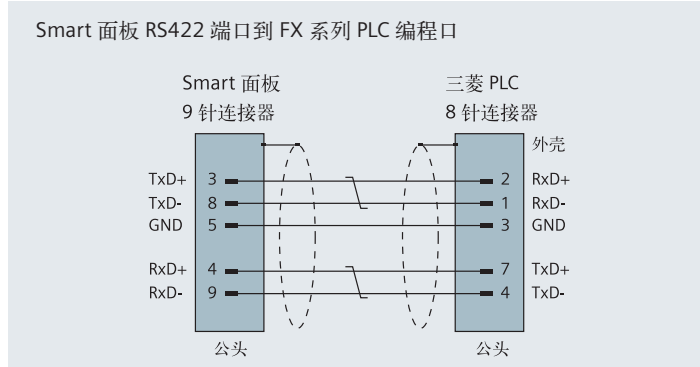 Smart 面板 RS422 端口到 FX 系列 PLC 编程口
Smart 面板 三菱 PLC
9 针连接器 8 针连接器
外壳
TxD+ 3 2 RxD+
TxD- 8 1 RxD-
GND 5 3 GND
RxD+ 4 7 TxD+
RxD- 9 4 TxD-
公头 公头